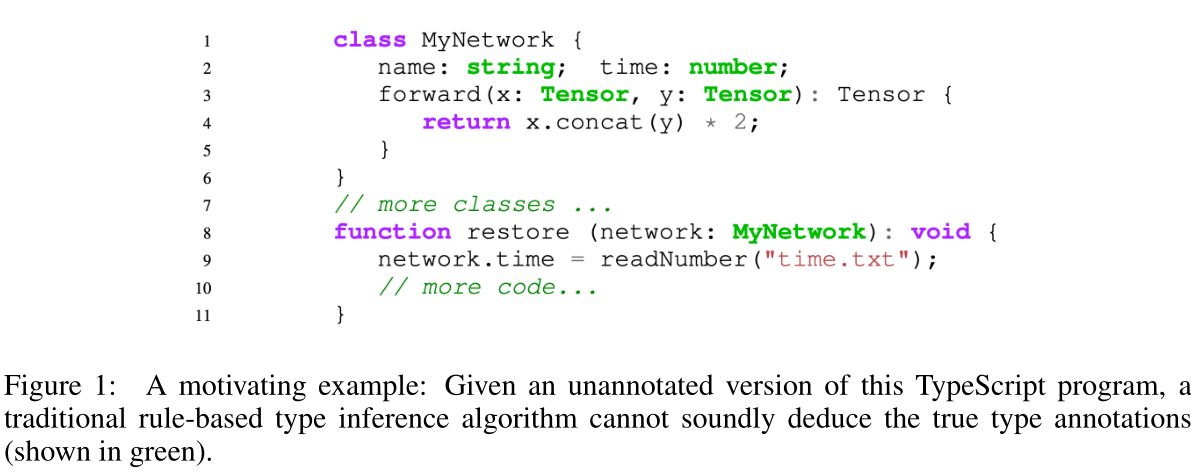 1 class MyNetwork {
2 name: string; time: number;
3 forward(x: Tensor, y: Tensor): Tensor {
4 return x.concat(y) * 2;
5 }
6 }
7 // more classes ...
8 function restore (network: MyNetwork): void {
9 network.time = readNumber("time.txt");
10 // more code...
11 }
Figure 1: A motivating example: Given an unannotated version of this TypeScript program, a
traditional rule-based type inference algorithm cannot soundly deduce the true type annotations
(shown in green).